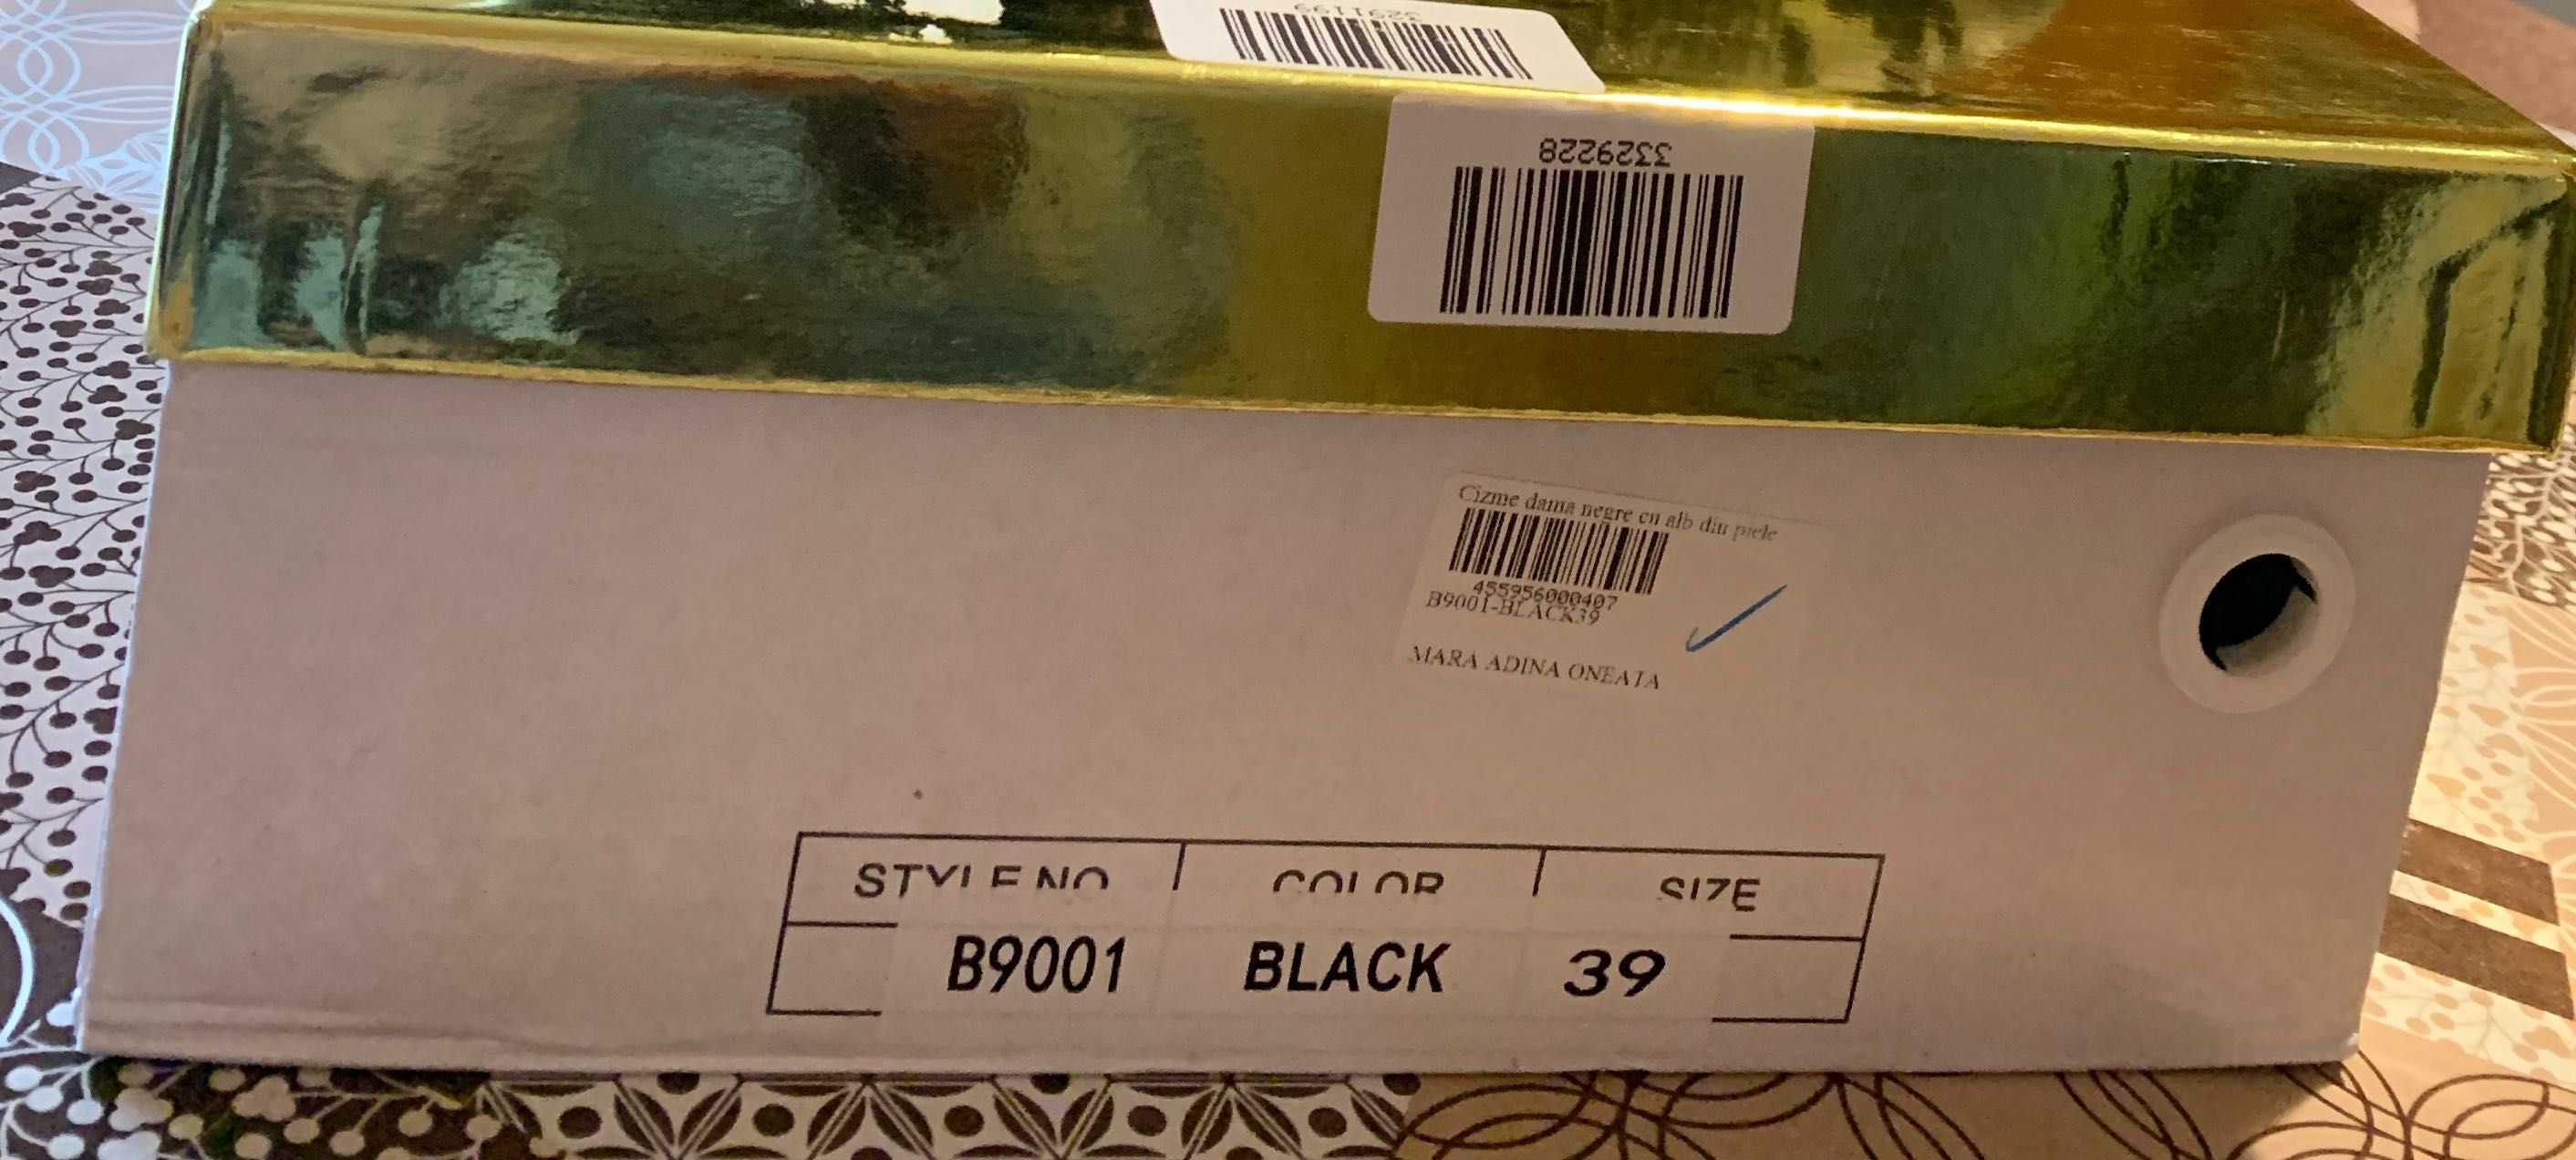 3291199
3329228
Cizme dama negre cu alb din piele
455956000407
B9001-BLACK39
MARA ADINA ONEATA
STYLE NO COLOR SIZE
B9001 BLACK 39